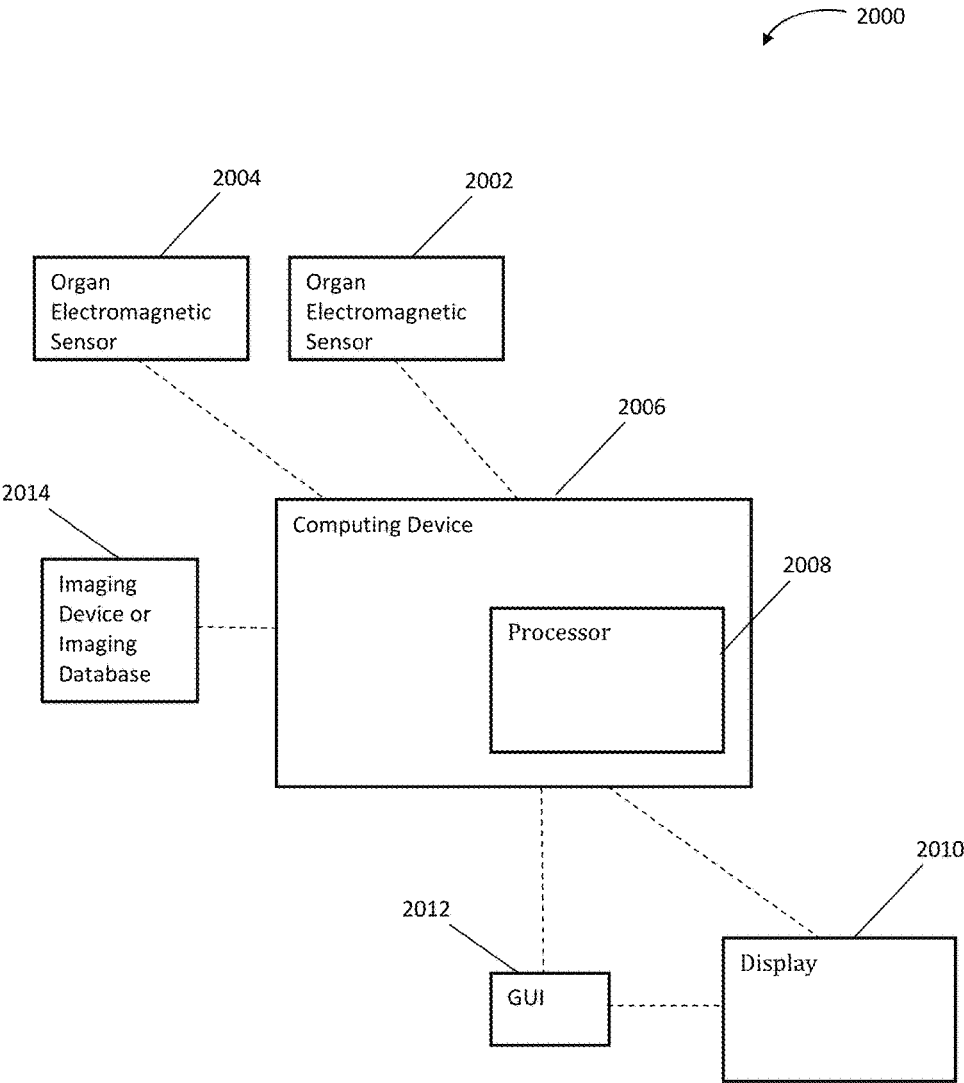 2000
2004
2002
Organ
Electromagnetic
Sensor
Organ
Electromagnetic
Sensor
2006
2014
Computing Device
2008
Imaging
Device or
Imaging
Database
Processor
2010
2012
Display
GUI